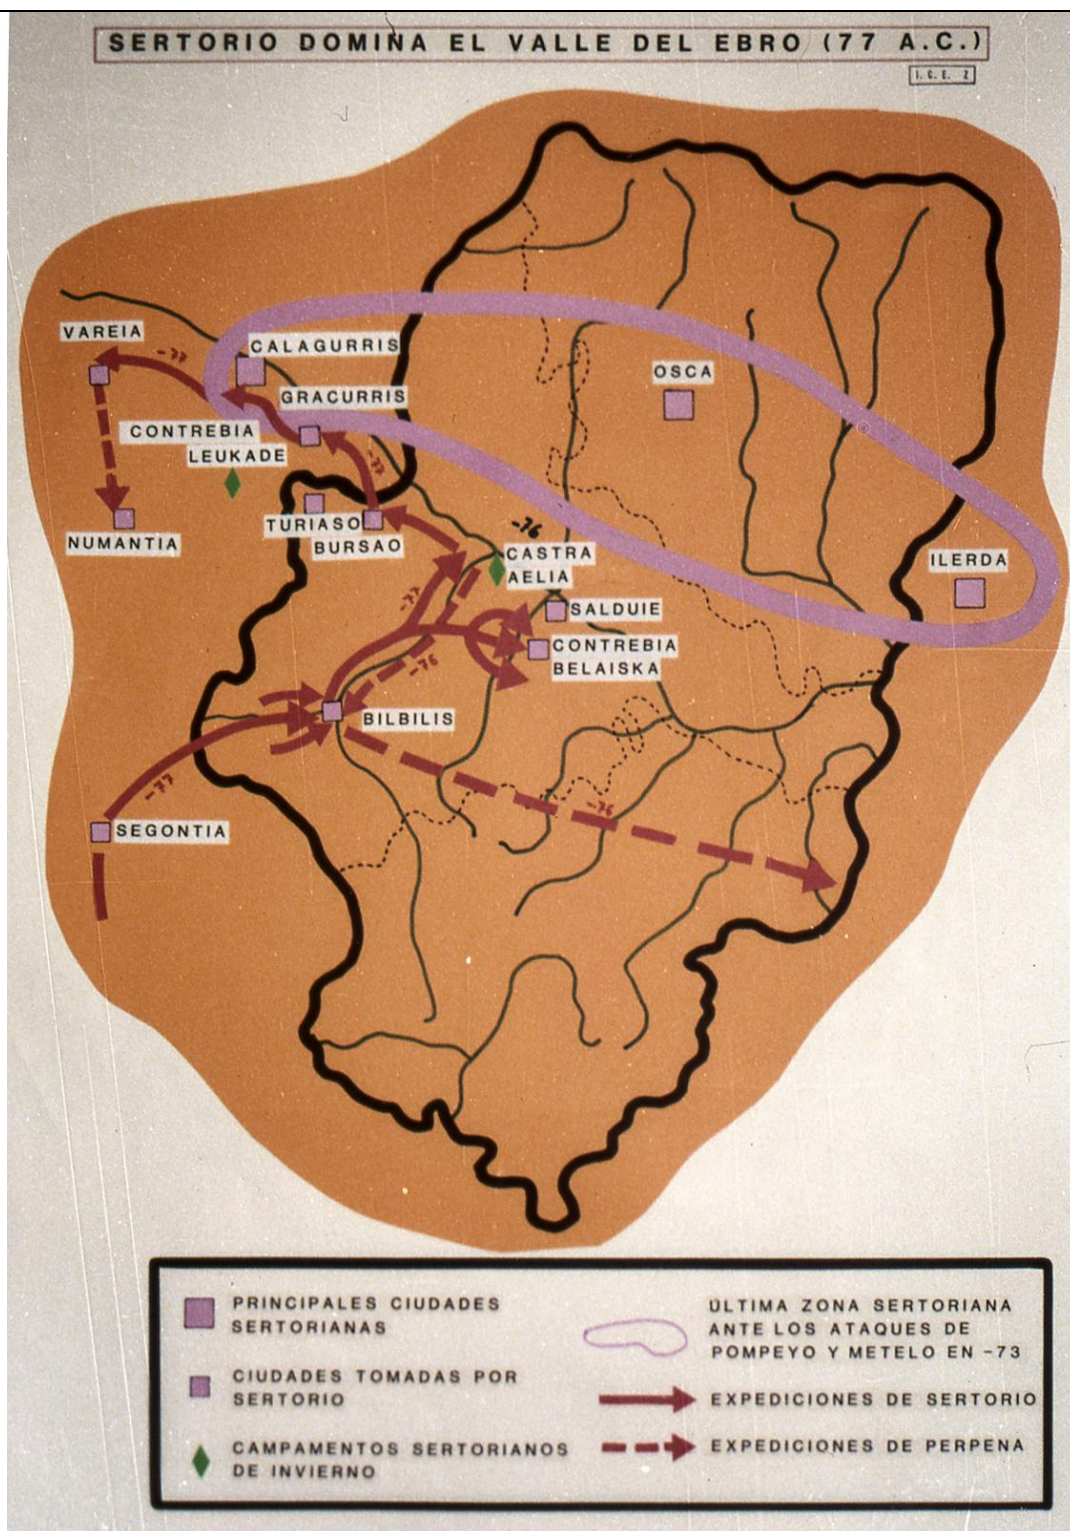 SERTORIO DOMINA EL VALLE DEL EBRO (77 A.C.)
I.C.E. Z
VAREIA
-77
CALAGURRIS
GRACURRIS
OSCA
CONTREBIA
LEUKADE
-77
NUMANTIA
TURIASO
BURSAO
-76
CASTRA
AELIA
ILERDA
-77
SALDUIE
CONTREBIA
BELAISKA
-76
BILBILIS
-77
-76
SEGONTIA
PRINCIPALES CIUDADES
SERTORIANAS
CIUDADES TOMADAS POR
SERTORIO
CAMPAMENTOS SERTORIANOS
DE INVIERNO
ULTIMA ZONA SERTORIANA
ANTE LOS ATAQUES DE
POMPEYO Y METELO EN -73
EXPEDICIONES DE SERTORIO
EXPEDICIONES DE PERPENA